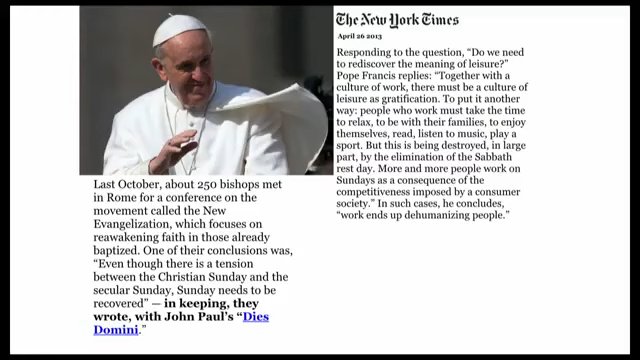 The New York Times
April 26 2013
Responding to the question, “Do we need
to rediscover the meaning of leisure?”
Pope Francis replies: “Together with a
culture of work, there must be a culture of
leisure as gratification. To put it another
way: people who work must take the time
to relax, to be with their families, to enjoy
themselves, read, listen to music, play a
sport. But this is being destroyed, in large
part, by the elimination of the Sabbath
rest day. More and more people work on
Sundays as a consequence of the
competitiveness imposed by a consumer
society.” In such cases, he concludes,
“work ends up dehumanizing people.”
Last October, about 250 bishops met
in Rome for a conference on the
movement called the New
Evangelization, which focuses on
reawakening faith in those already
baptized. One of their conclusions was,
“Even though there is a tension
between the Christian Sunday and the
secular Sunday, Sunday needs to be
recovered” — in keeping, they
wrote, with John Paul’s “Dies
Domini.”